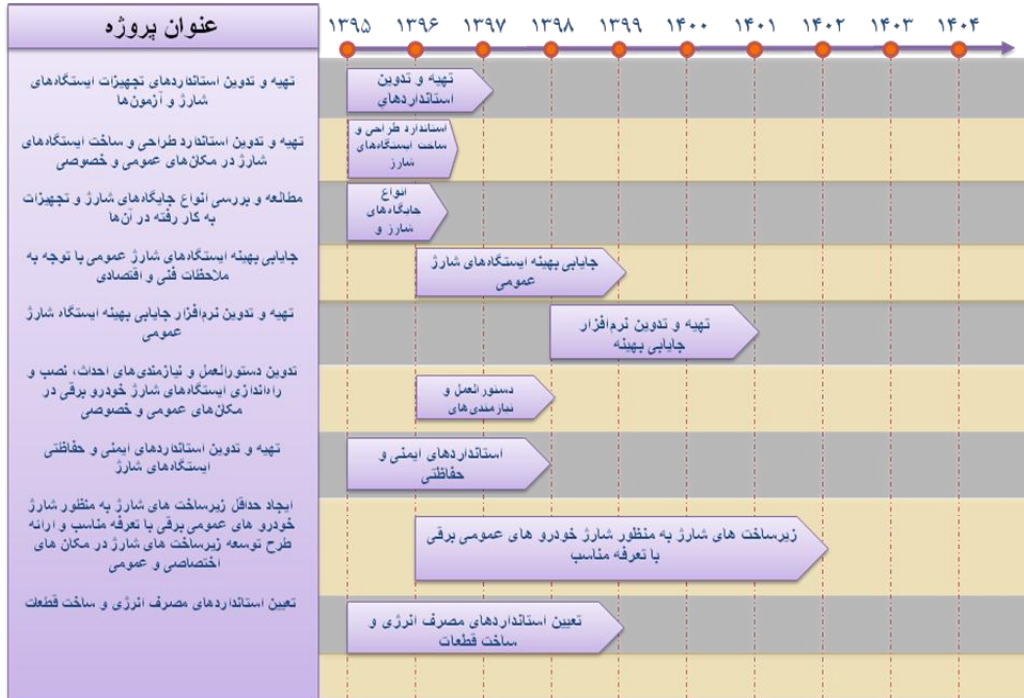 عنوان پروژه
۱۳۹۵ ۱۳۹۶ ۱۳۹۷ ۱۳۹۸ ۱۳۹۹ ۱۴۰۰ ۱۴۰۱ ۱۴۰۲ ۱۴۰۳ ۱۴۰۴
تهیه و تدوین استانداردهای تجهیزات ایستگاه‌های
شارژ و آزمون‌ها
تهیه و تدوین
استانداردهای
تهیه و تدوین استاندارد طراحی و ساخت ایستگاه‌های
شارژ در مکان‌های عمومی و خصوصی
استاندارد طراحی و
ساخت ایستگاه‌های
شارژ
مطالعه و بررسی انواع جایگاه‌های شارژ و تجهیزات
به کار رفته در آن‌ها
انواع
جایگاه‌های
شارژ و
جایابی بهینه ایستگاه‌های شارژ عمومی با توجه به
ملاحظات فنی و اقتصادی
جایابی بهینه ایستگاه‌های شارژ
عمومی
تهیه و تدوین نرم‌افزار جایابی بهینه ایستگاه شارژ
عمومی
تهیه و تدوین نرم‌افزار
جایابی بهینه
تدوین دستورالعمل و نیازمندی‌های احداث، نصب و
راه‌اندازی ایستگاه‌های شارژ خودرو برقی در
مکان‌های عمومی و خصوصی
دستورالعمل و
نیازمندی‌های
تهیه و تدوین استانداردهای ایمنی و حفاظتی
ایستگاه‌های شارژ
استانداردهای ایمنی و
حفاظتی
ایجاد حداقل زیرساخت های شارژ به منظور شارژ
خودرو های عمومی برقی با تعرفه مناسب و ارائه
طرح توسعه زیرساخت های شارژ در مکان های
اختصاصی و عمومی
زیرساخت های شارژ به منظور شارژ خودرو های عمومی برقی
با تعرفه مناسب
تعیین استانداردهای مصرف انرژی و ساخت قطعات
تعیین استانداردهای مصرف انرژی و
ساخت قطعات